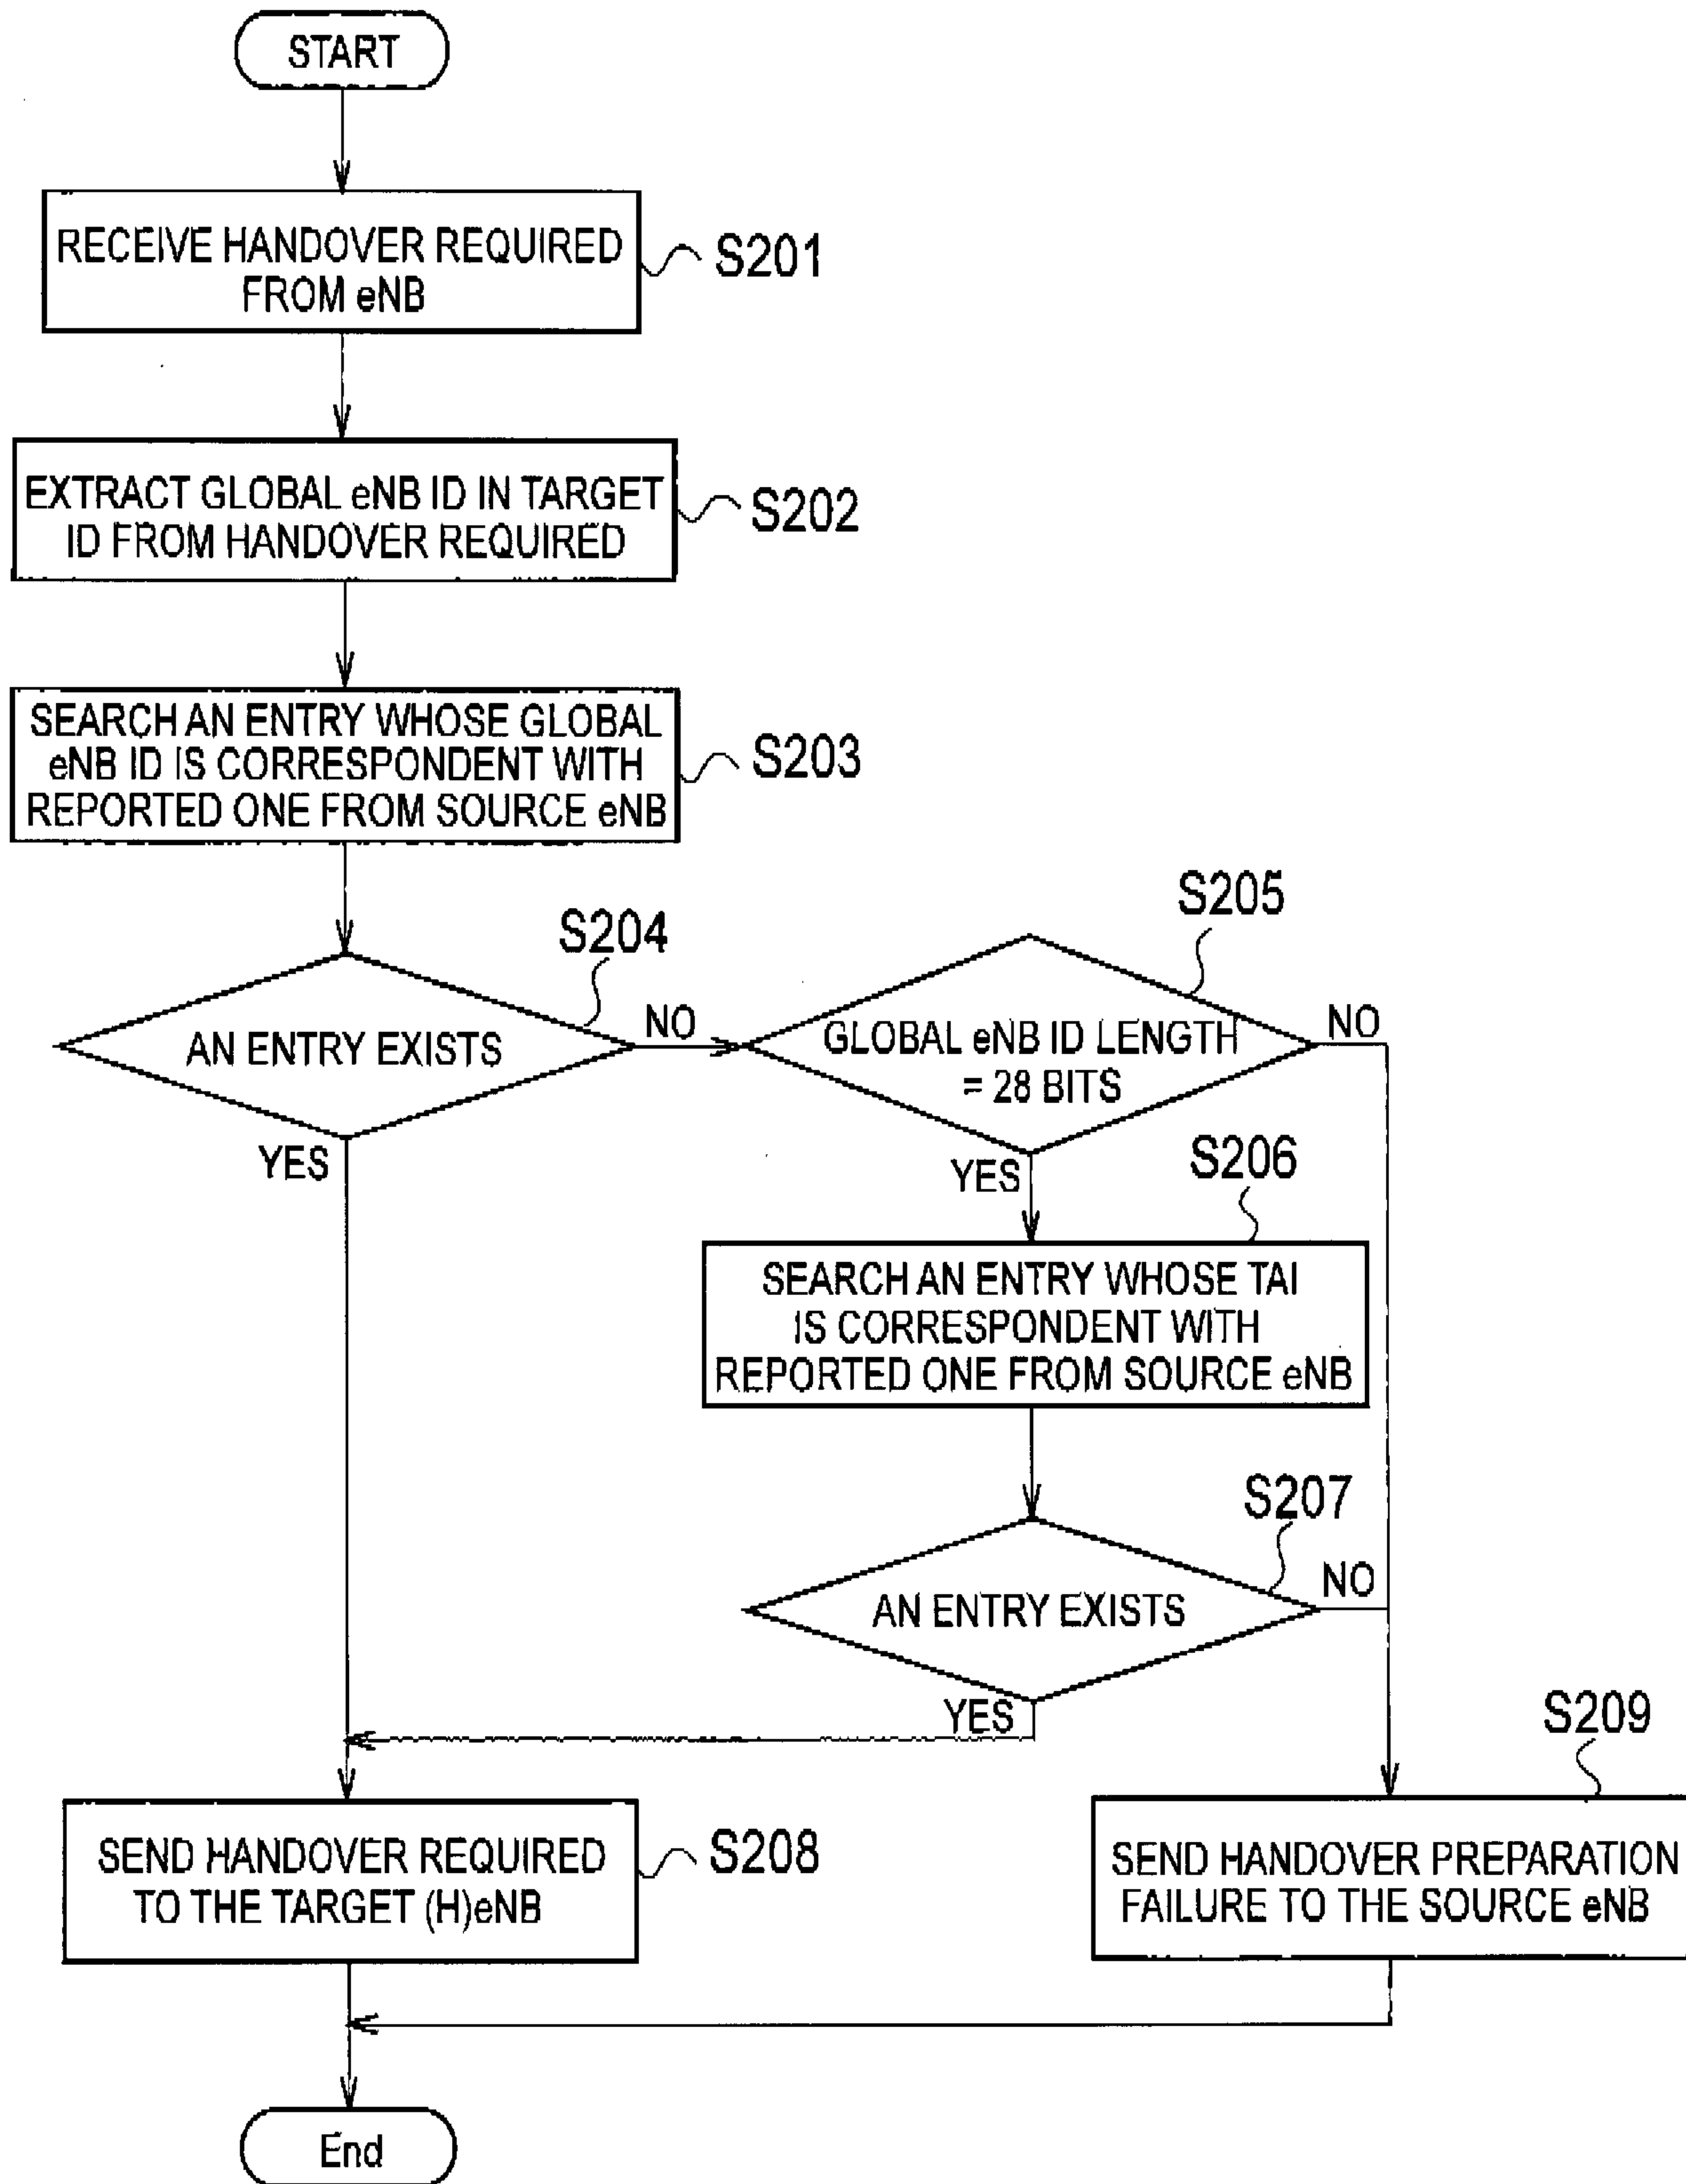 START
RECEIVE HANDOVER REQUIRED
FROM eNB
S201
EXTRACT GLOBAL eNB ID IN TARGET
ID FROM HANDOVER REQUIRED
S202
SEARCH AN ENTRY WHOSE GLOBAL
eNB ID IS CORRESPONDENT WITH
REPORTED ONE FROM SOURCE eNB
S203
S204
AN ENTRY EXISTS
NO
YES
S205
GLOBAL eNB ID LENGTH
= 28 BITS
NO
YES
S206
SEARCH AN ENTRY WHOSE TAI
IS CORRESPONDENT WITH
REPORTED ONE FROM SOURCE eNB
S207
AN ENTRY EXISTS
NO
YES
SEND HANDOVER REQUIRED
TO THE TARGET (H)eNB
S208
S209
SEND HANDOVER PREPARATION
FAILURE TO THE SOURCE eNB
End